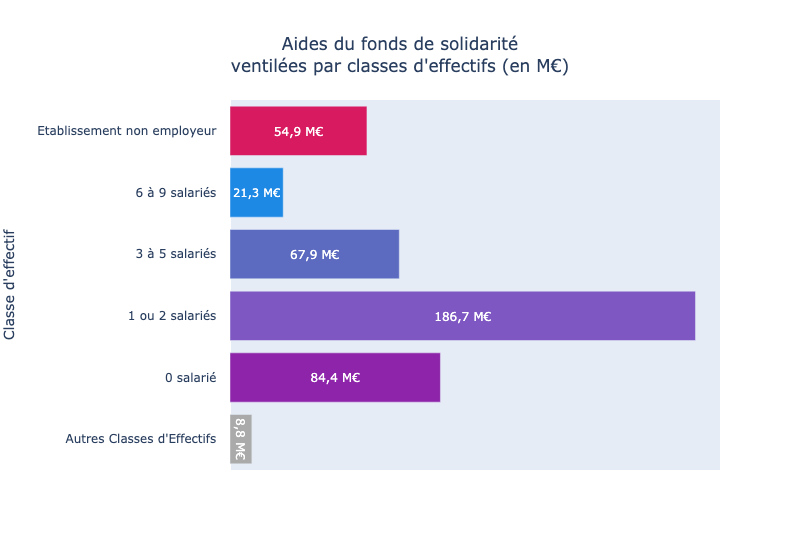 Aides du fonds de solidarité
ventilées par classes d'effectifs (en M€)
Classe d'effectif
Etablissement non employeur
54,9 M€
6 à 9 salariés
21,3 M€
3 à 5 salariés
67,9 M€
1 ou 2 salariés
186,7 M€
0 salarié
84,4 M€
Autres Classes d'Effectifs
8,8 M€